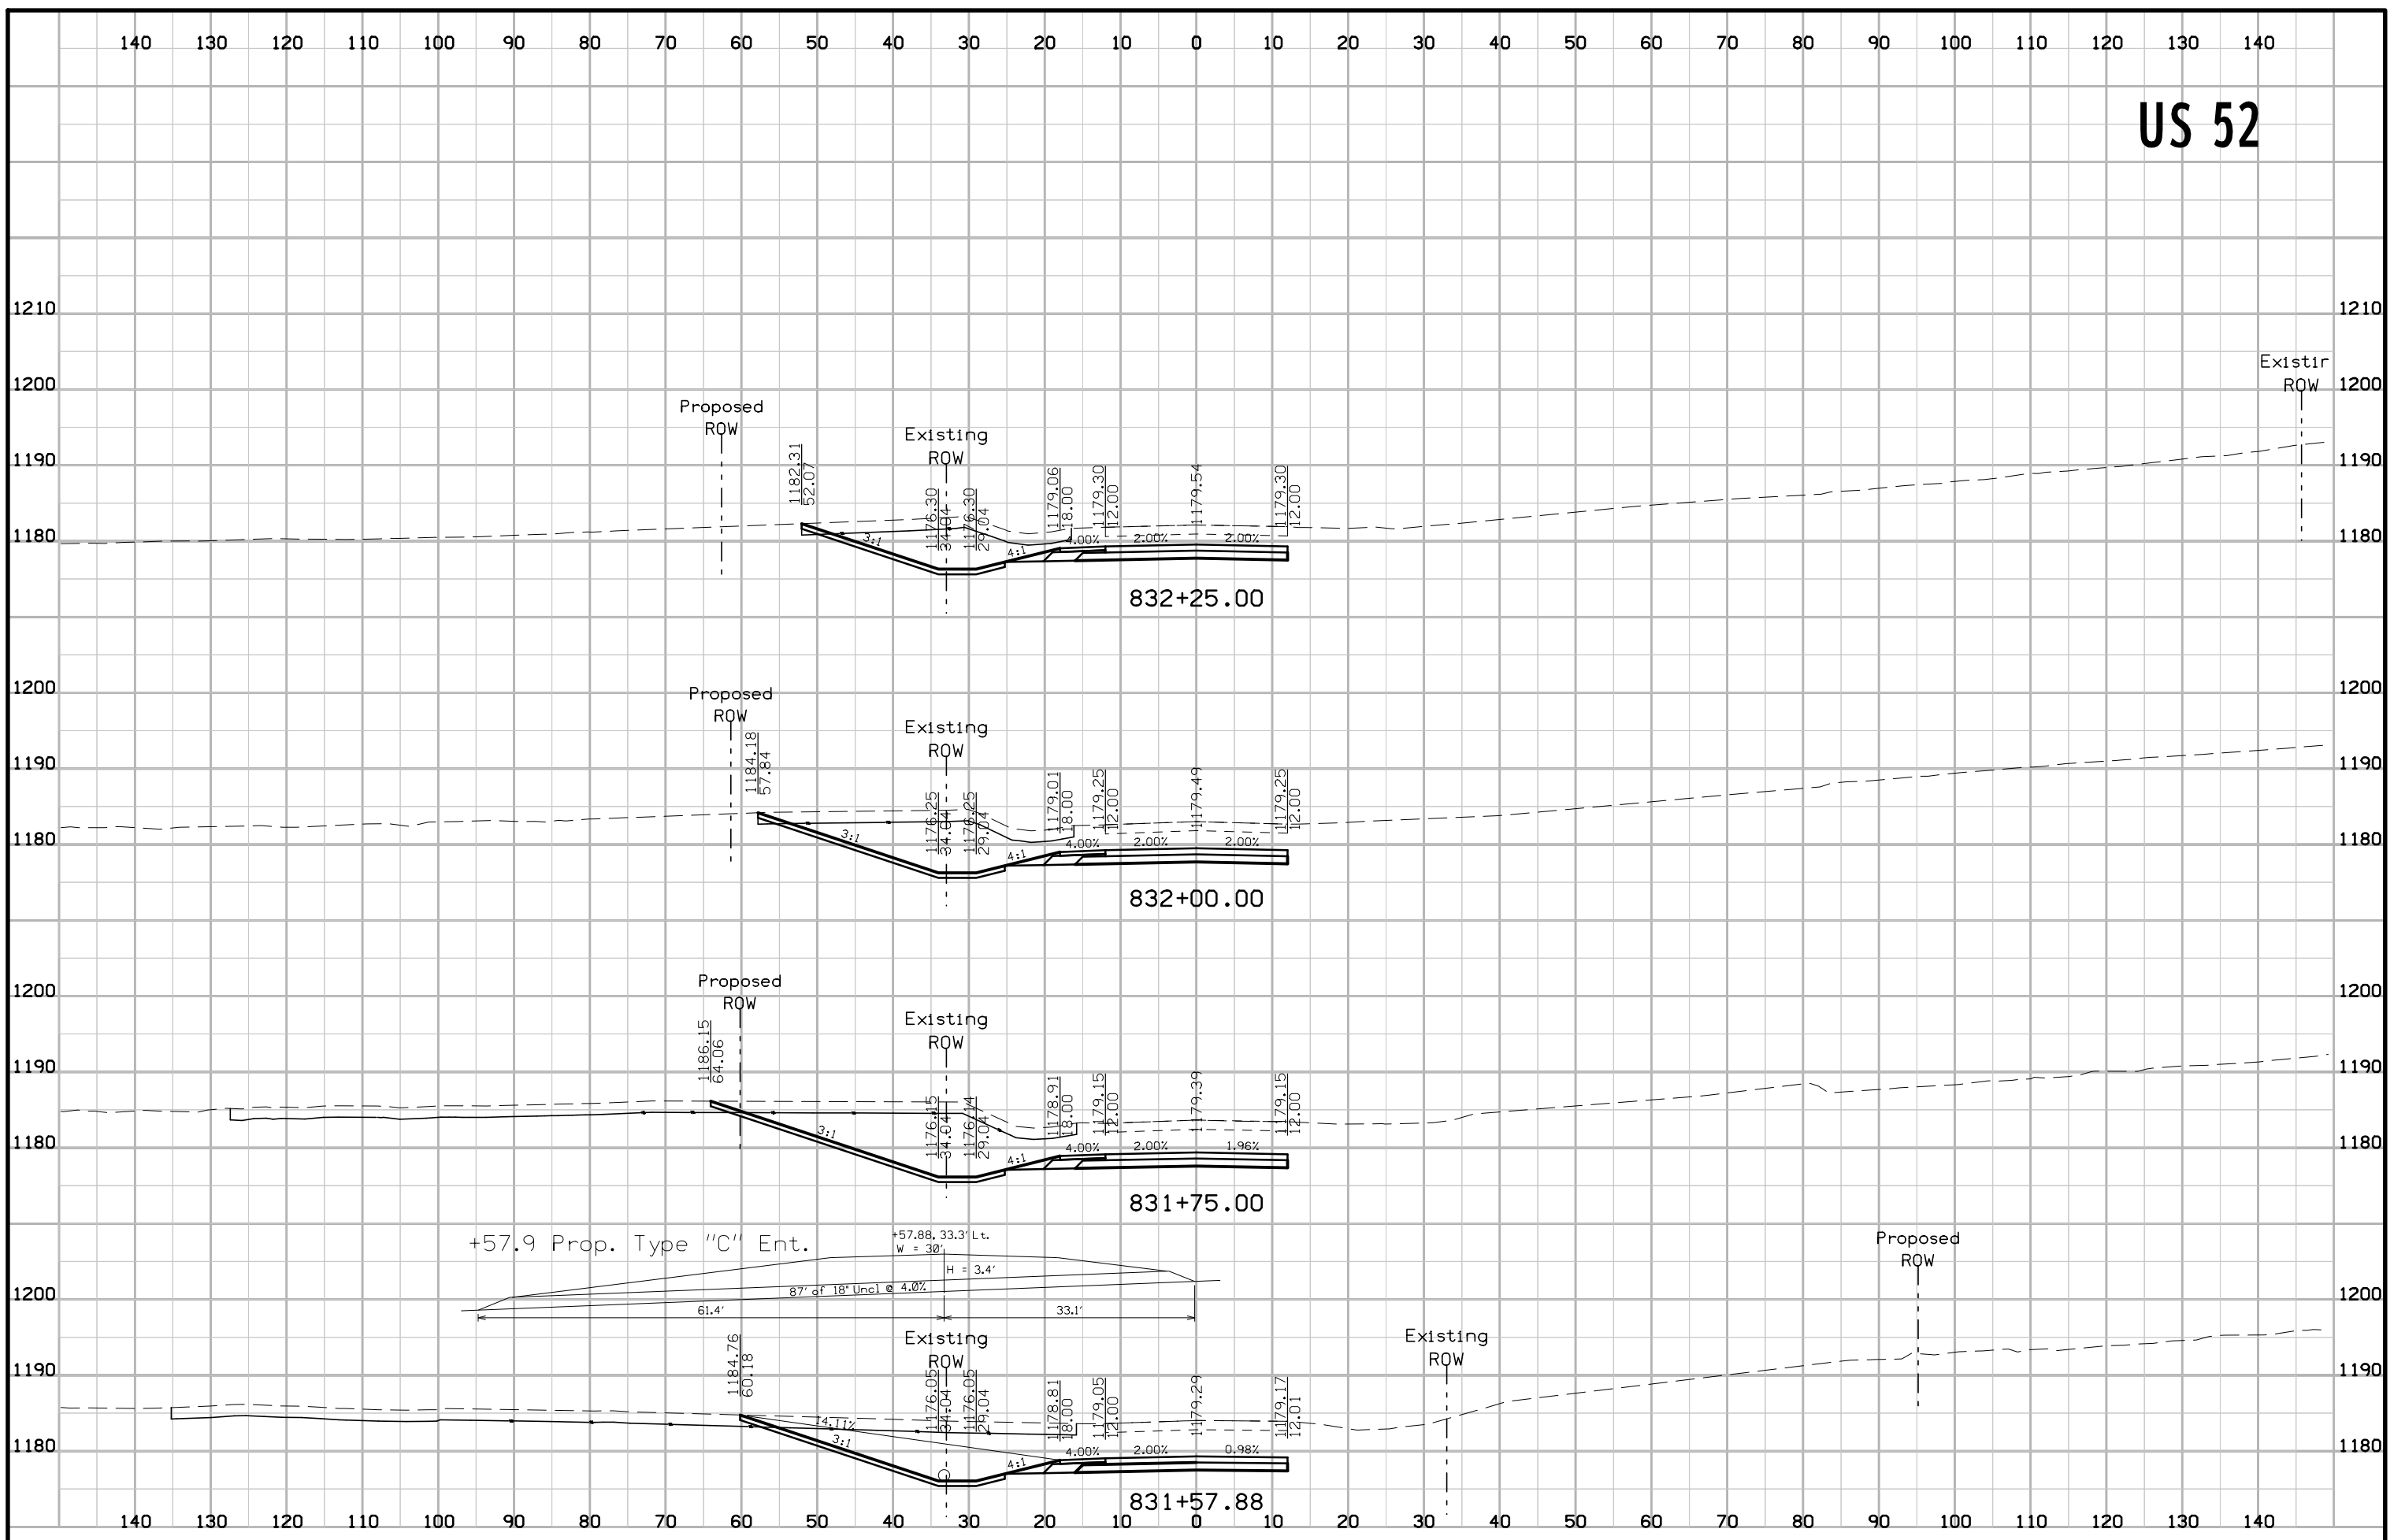 140 130 120 110 100 90 80 70 60 50 40 30 20 10 0 10 20 30 40 50 60 70 80 90 100 110 120 130 140
US 52
1210 1210
Existir
ROW
1200 1200
Proposed
ROW
Existing
ROW
1190 1190
1182.31
52.07
1176.30
34.04
1176.30
29.04
1179.06
18.00
1179.30
12.00
1179.54
1179.30
12.00
1180 1180
3:1 4:1 4.00% 2.00% 2.00%
832+25.00
1200 1200
Proposed
ROW
Existing
ROW
1190 1190
1184.18
57.84
1176.25
34.04
1176.25
29.04
1179.01
18.00
1179.25
12.00
1179.49
1179.25
12.00
1180 1180
3:1 4:1 4.00% 2.00% 2.00%
832+00.00
1200 1200
Proposed
ROW
Existing
ROW
1190 1190
1186.15
64.06
1176.15
34.04
1176.14
29.04
1178.91
18.00
1179.15
12.00
1179.39
1179.15
12.00
1180 1180
3:1 4:1 4.00% 2.00% 1.96%
831+75.00
+57.9 Prop. Type "C" Ent.
+57.88, 33.3' Lt.
W = 30'
H = 3.4'
87' of 18" Uncl @ 4.0%
61.4' 33.1'
Proposed
ROW
1200 1200
Existing
ROW
Existing
ROW
1190 1190
1184.76
60.18
1176.05
34.04
1176.05
29.04
1178.81
18.00
1179.05
12.00
1179.29
1179.17
12.01
1180 1180
14.11%
3:1 4:1 4.00% 2.00% 0.98%
831+57.88
140 130 120 110 100 90 80 70 60 50 40 30 20 10 0 10 20 30 40 50 60 70 80 90 100 110 120 130 140